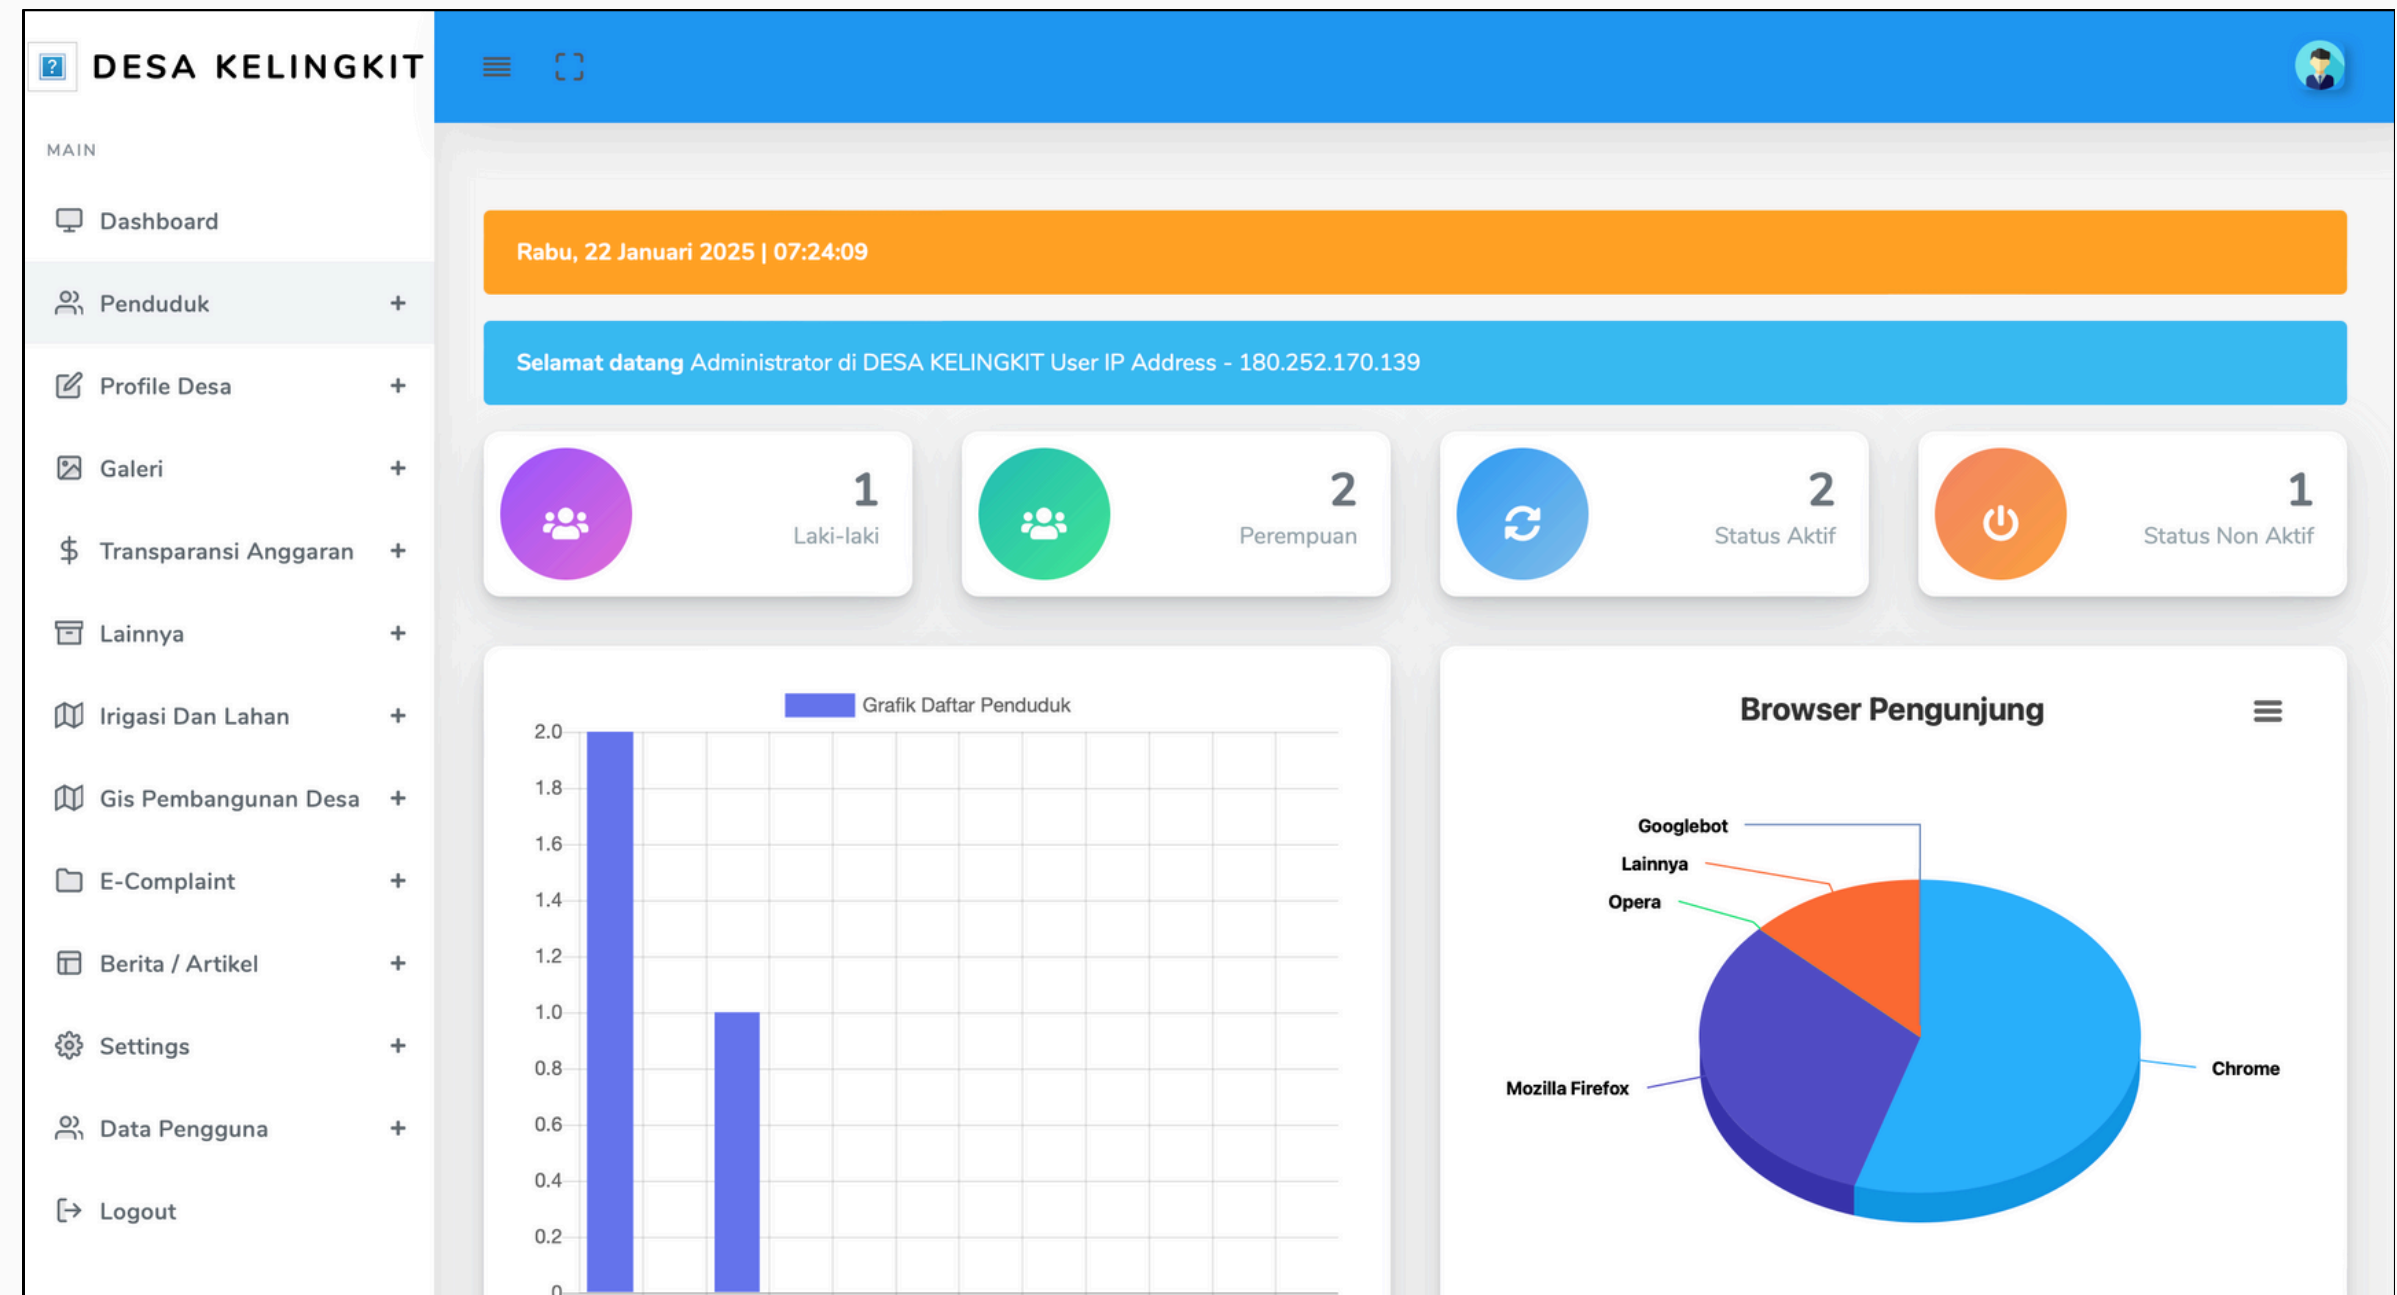 DESA KELINGKIT
MAIN
Dashboard
Penduduk +
Profile Desa +
Galeri +
Transparansi Anggaran +
Lainnya +
Irigasi Dan Lahan +
Gis Pembangunan Desa +
E-Complaint +
Berita / Artikel +
Settings +
Data Pengguna +
Logout
Rabu, 22 Januari 2025 | 07:24:09
Selamat datang Administrator di DESA KELINGKIT User IP Address - 180.252.170.139
1
Laki-laki
2
Perempuan
2
Status Aktif
1
Status Non Aktif
Grafik Daftar Penduduk
2.0
1.8
1.6
1.4
1.2
1.0
0.8
0.6
0.4
0.2
0
Browser Pengunjung
Googlebot
Lainnya
Opera
Mozilla Firefox
Chrome